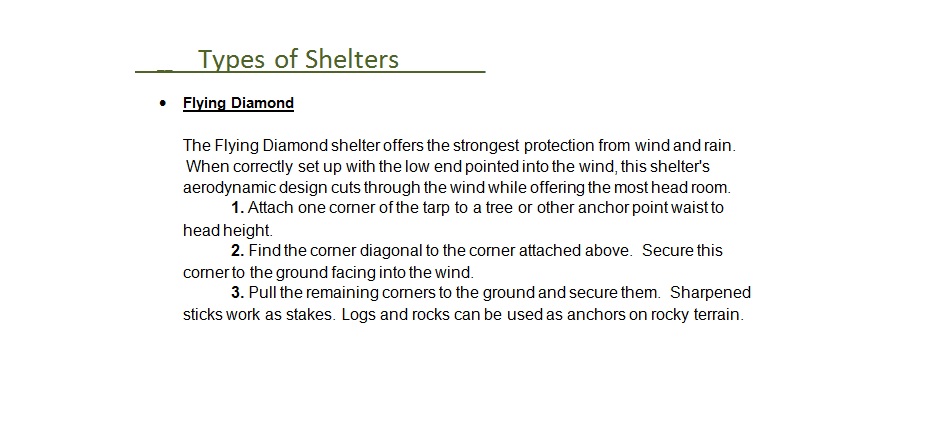 Types of Shelters
• Flying Diamond
The Flying Diamond shelter offers the strongest protection from wind and rain.
When correctly set up with the low end pointed into the wind, this shelter's
aerodynamic design cuts through the wind while offering the most head room.
1. Attach one corner of the tarp to a tree or other anchor point waist to
head height.
2. Find the corner diagonal to the corner attached above.  Secure this
corner to the ground facing into the wind.
3. Pull the remaining corners to the ground and secure them.  Sharpened
sticks work as stakes. Logs and rocks can be used as anchors on rocky terrain.